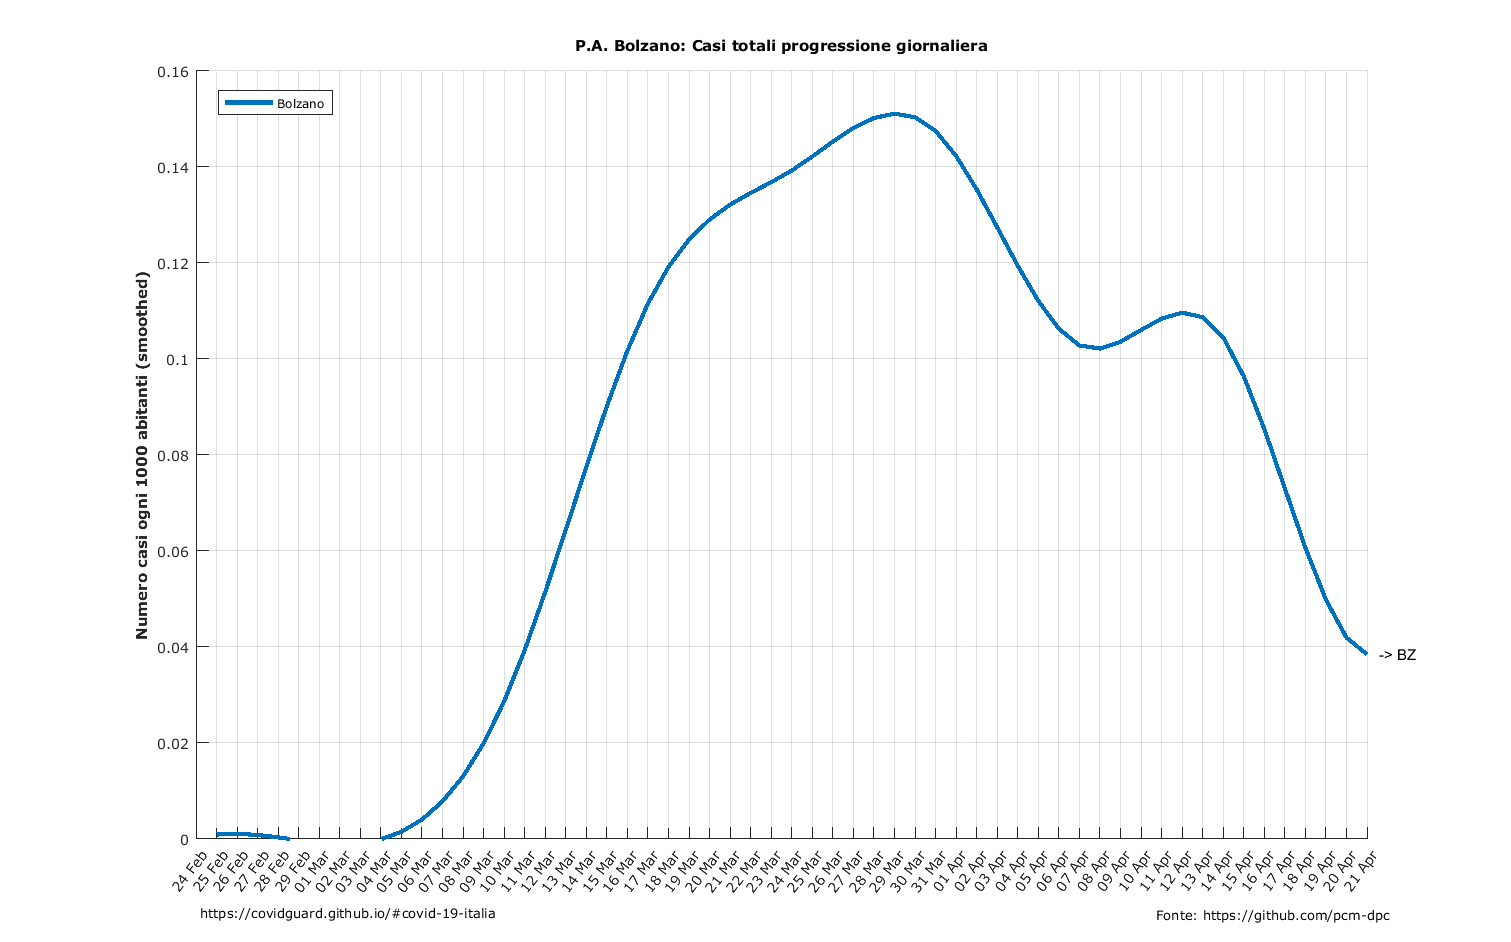 P.A. Bolzano: Casi totali progressione giornaliera
Numero casi ogni 1000 abitanti (smoothed)
0.16
0.14
0.12
0.1
0.08
0.06
0.04
0.02
0
Bolzano
-> BZ
24 Feb
25 Feb
26 Feb
27 Feb
28 Feb
29 Feb
01 Mar
02 Mar
03 Mar
04 Mar
05 Mar
06 Mar
07 Mar
08 Mar
09 Mar
10 Mar
11 Mar
12 Mar
13 Mar
14 Mar
15 Mar
16 Mar
17 Mar
18 Mar
19 Mar
20 Mar
21 Mar
22 Mar
23 Mar
24 Mar
25 Mar
26 Mar
27 Mar
28 Mar
29 Mar
30 Mar
31 Mar
01 Apr
02 Apr
03 Apr
04 Apr
05 Apr
06 Apr
07 Apr
08 Apr
09 Apr
10 Apr
11 Apr
12 Apr
13 Apr
14 Apr
15 Apr
16 Apr
17 Apr
18 Apr
19 Apr
20 Apr
21 Apr
https://covidguard.github.io/#covid-19-italia
Fonte: https://github.com/pcm-dpc